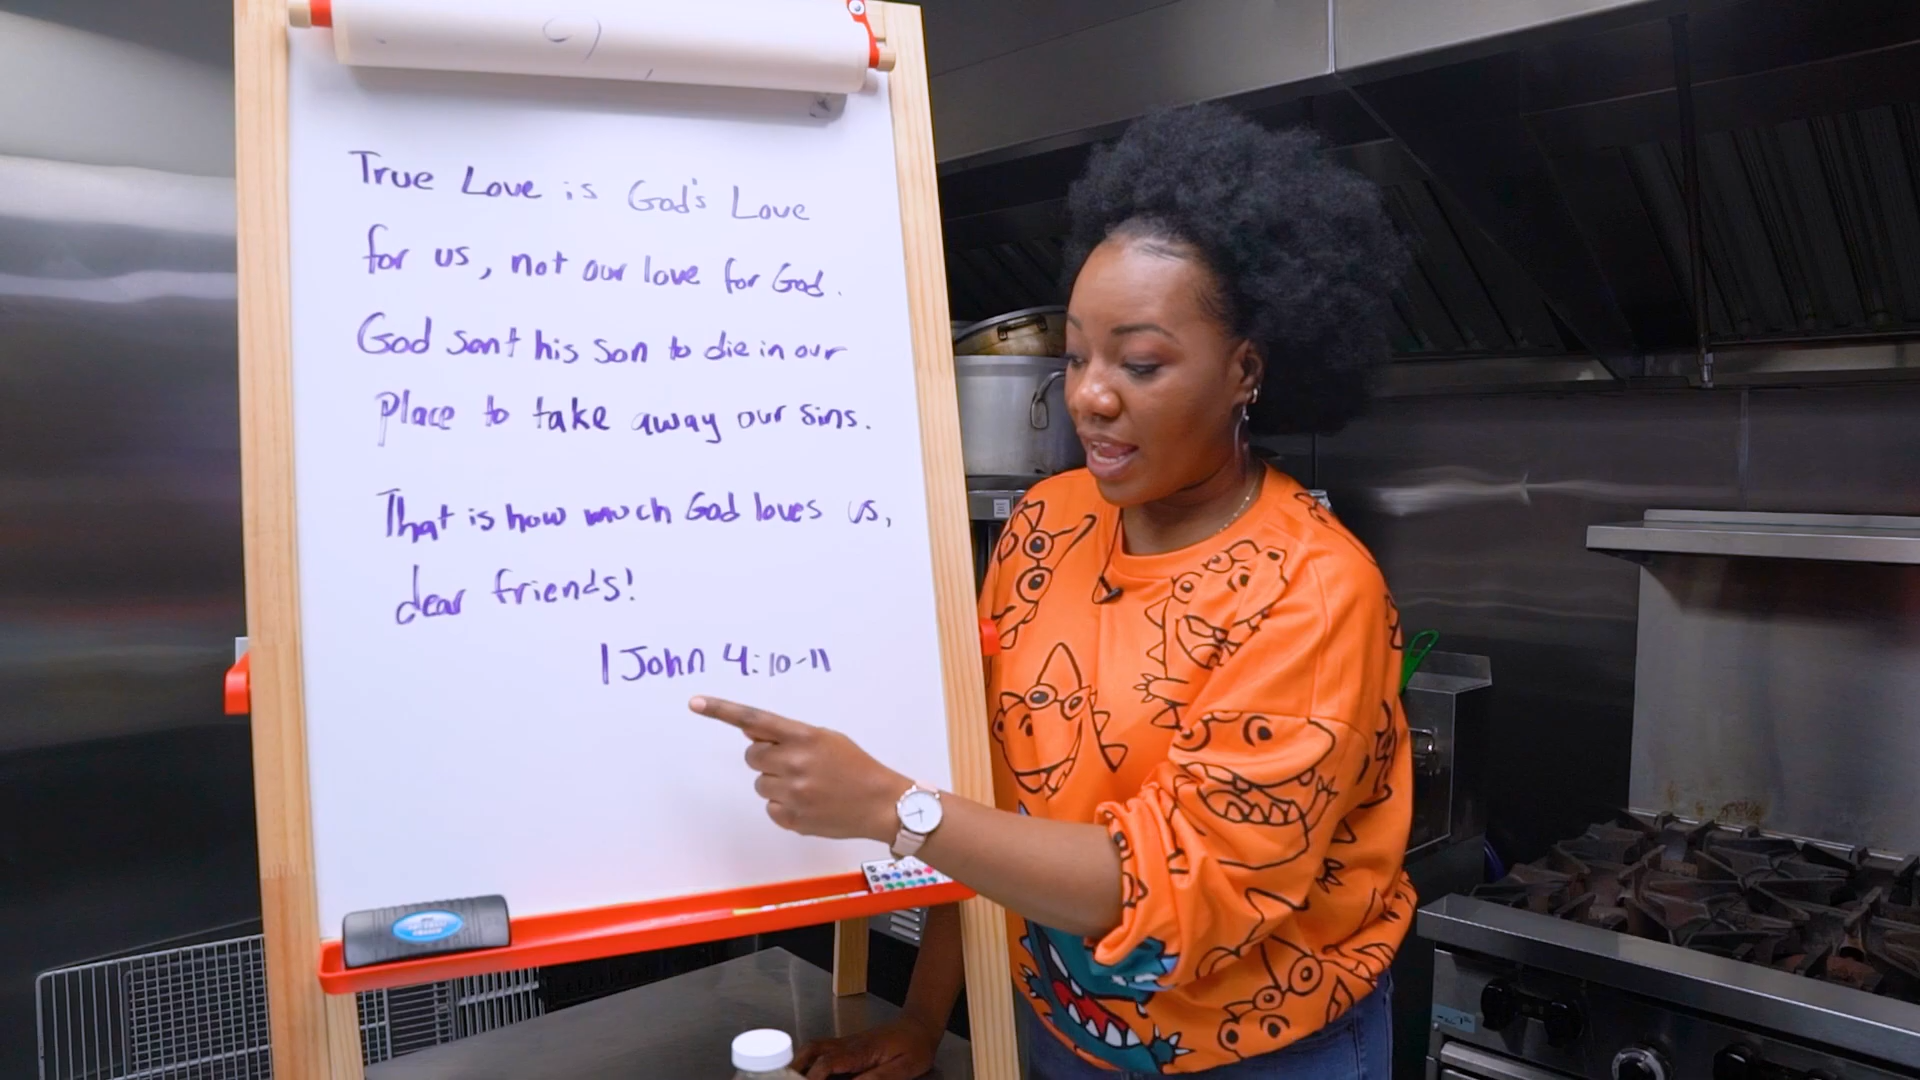 True Love is God's Love
for us, not our love for God.
God sent his son to die in our
place to take away our sins.
That is how much God loves us,
dear friends!
1 John 4:10-11